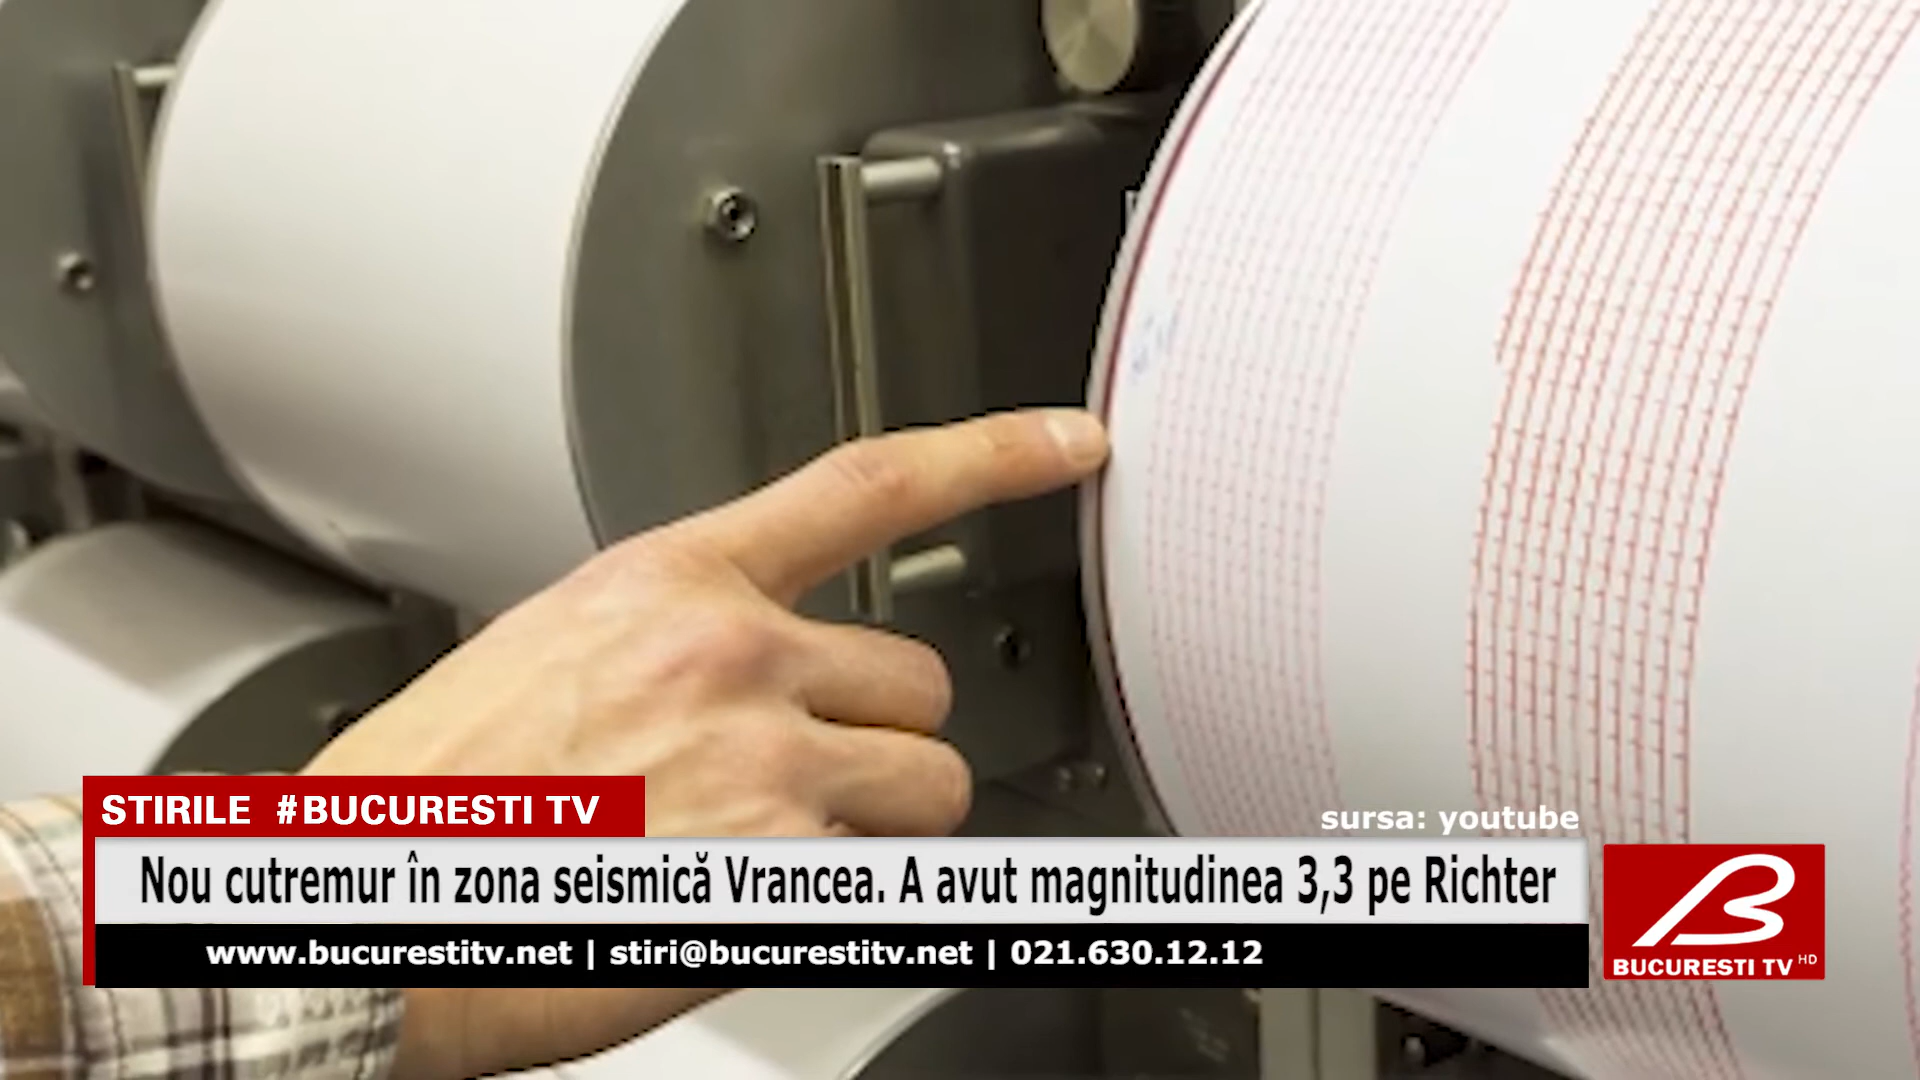 STIRILE #BUCURESTI TV
sursa: youtube
Nou cutremur în zona seismică Vrancea. A avut magnitudinea 3,3 pe Richter
www.bucurestitv.net | stiri@bucurestitv.net | 021.630.12.12
B
BUCURESTI TV HD